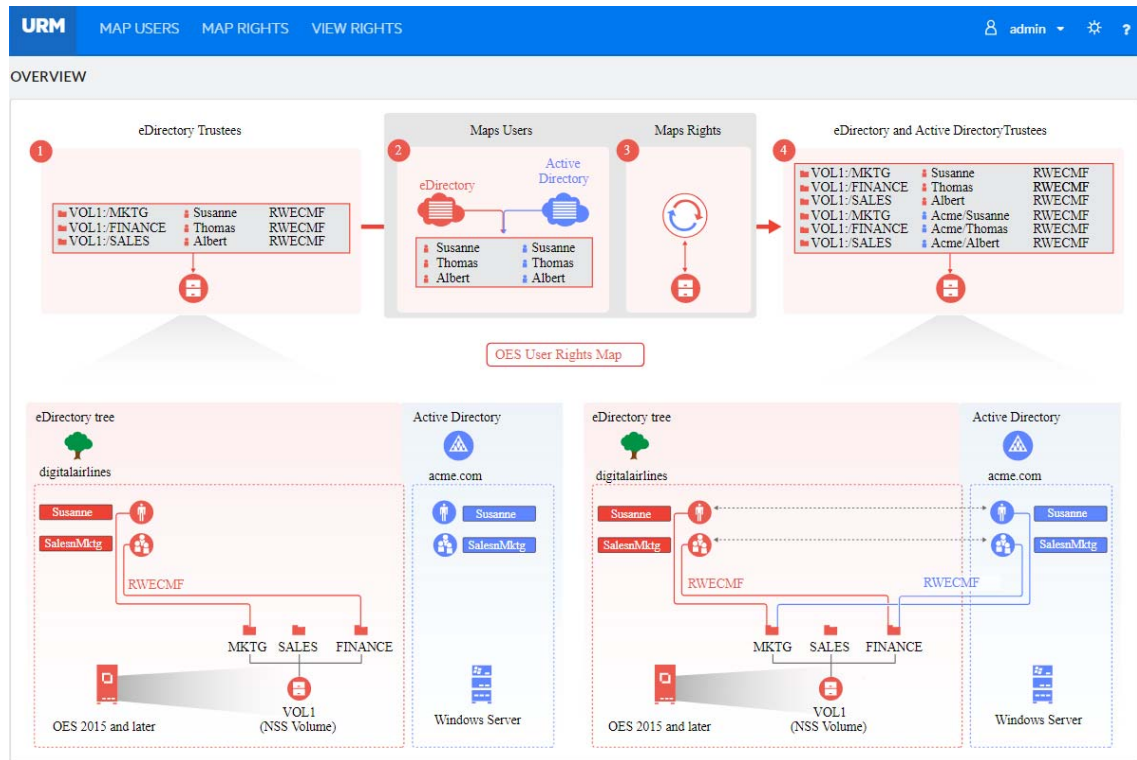 URM MAP USERS MAP RIGHTS VIEW RIGHTS admin ?
OVERVIEW
eDirectory Trustees
1
VOL1:/MKTG Susanne RWECMF
VOL1:/FINANCE Thomas RWECMF
VOL1:/SALES Albert RWECMF
Maps Users
2
eDirectory
Active
Directory
Susanne Susanne
Thomas Thomas
Albert Albert
Maps Rights
3
eDirectory and Active DirectoryTrustees
4
VOL1:/MKTG Susanne RWECMF
VOL1:/FINANCE Thomas RWECMF
VOL1:/SALES Albert RWECMF
VOL1:/MKTG Acme/Susanne RWECMF
VOL1:/FINANCE Acme/Thomas RWECMF
VOL1:/SALES Acme/Albert RWECMF
OES User Rights Map
eDirectory tree
digitalairlines
Susanne
SalesnMktg
RWECMF
MKTG SALES FINANCE
OES 2015 and later
VOL1
(NSS Volume)
Active Directory
acme.com
Susanne
SalesnMktg
Windows Server
eDirectory tree
digitalairlines
Susanne
SalesnMktg
RWECMF
MKTG SALES FINANCE
OES 2015 and later
VOL1
(NSS Volume)
Active Directory
acme.com
Susanne
SalesnMktg
RWECMF
Windows Server